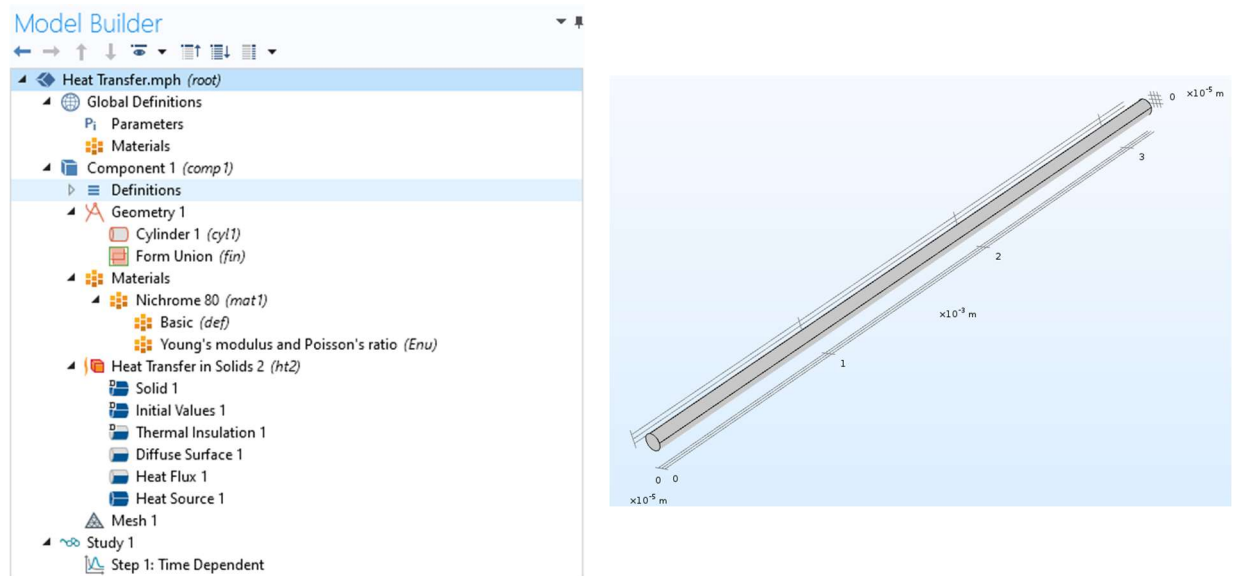 Model Builder
Heat Transfer.mph (root)
Global Definitions
Pi Parameters
Materials
Component 1 (comp1)
Definitions
Geometry 1
Cylinder 1 (cyl1)
Form Union (fin)
Materials
Nichrome 80 (mat1)
Basic (def)
Young's modulus and Poisson's ratio (Enu)
Heat Transfer in Solids 2 (ht2)
Solid 1
Initial Values 1
Thermal Insulation 1
Diffuse Surface 1
Heat Flux 1
Heat Source 1
Mesh 1
Study 1
Step 1: Time Dependent
0 ×10⁻⁵ m
3
2
×10⁻³ m
1
0 0
×10⁻⁵ m